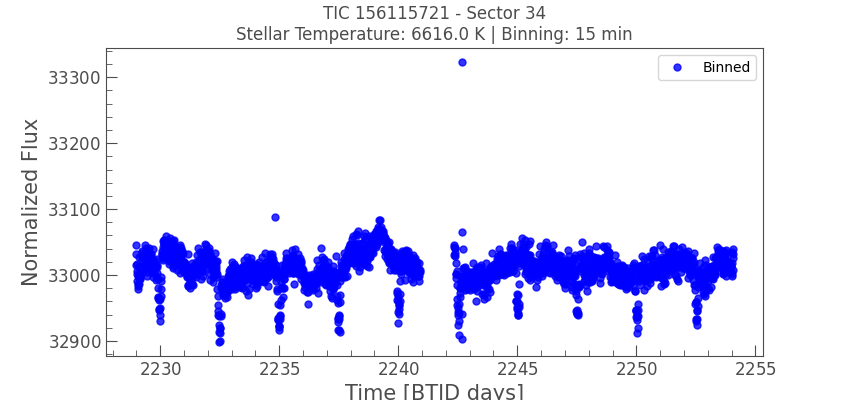 TIC 156115721 - Sector 34
Stellar Temperature: 6616.0 K | Binning: 15 min
Binned
Normalized Flux
33300
33200
33100
33000
32900
2230 2235 2240 2245 2250 2255
Time [BTJD days]